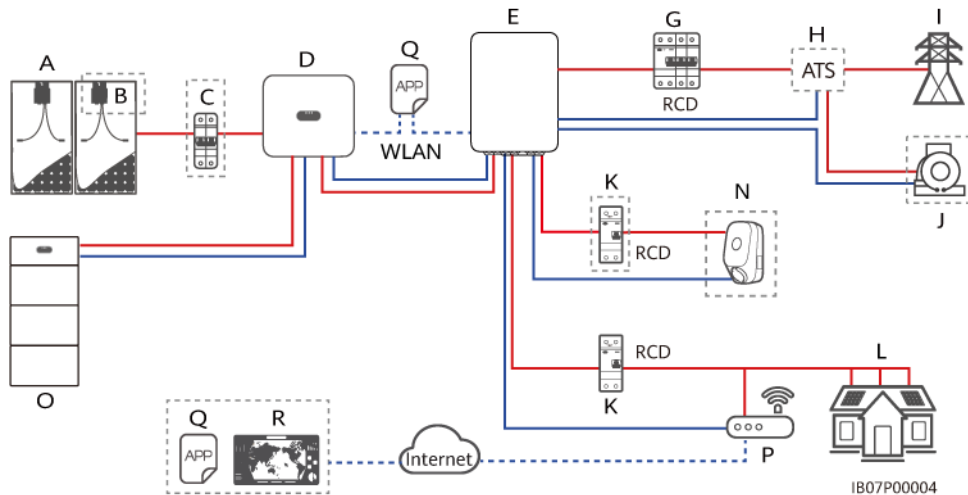 E
G
H
I
A
D
Q
B
C
APP
ATS
RCD
WLAN
K
N
J
RCD
RCD
L
O
K
Q
R
P
APP
Internet
IB07P00004